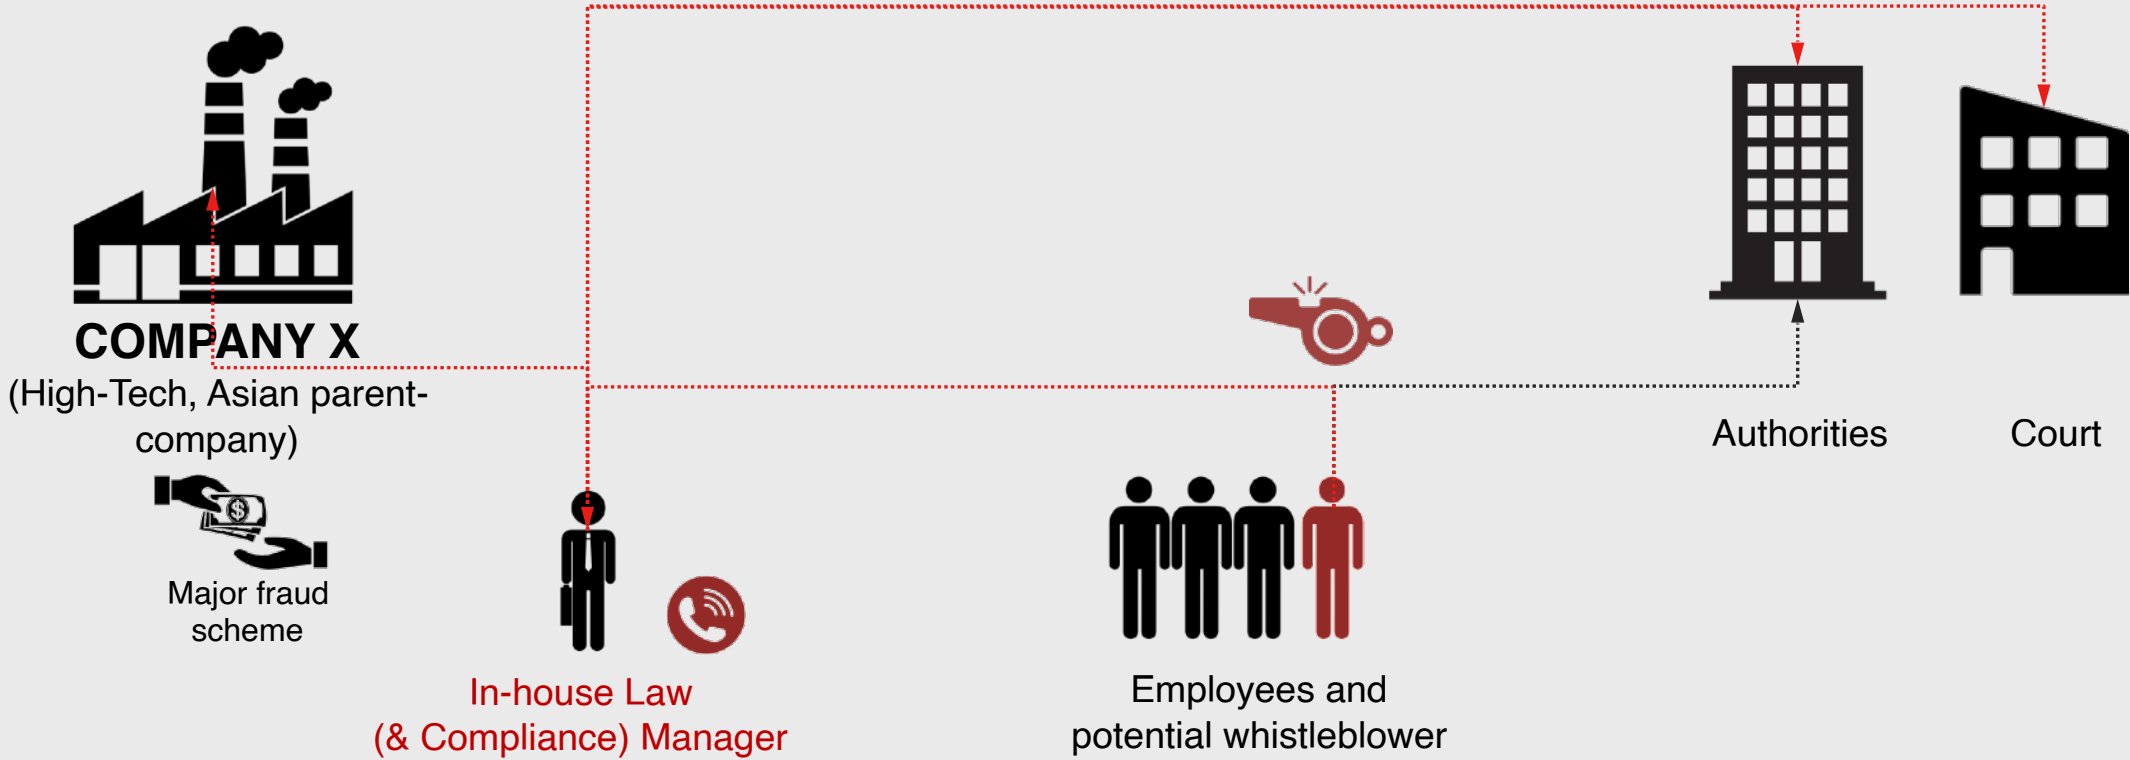 COMPANY X
(High-Tech, Asian parent-
company)
Major fraud
scheme
In-house Law
(& Compliance) Manager
Employees and
potential whistleblower
Authorities
Court
$